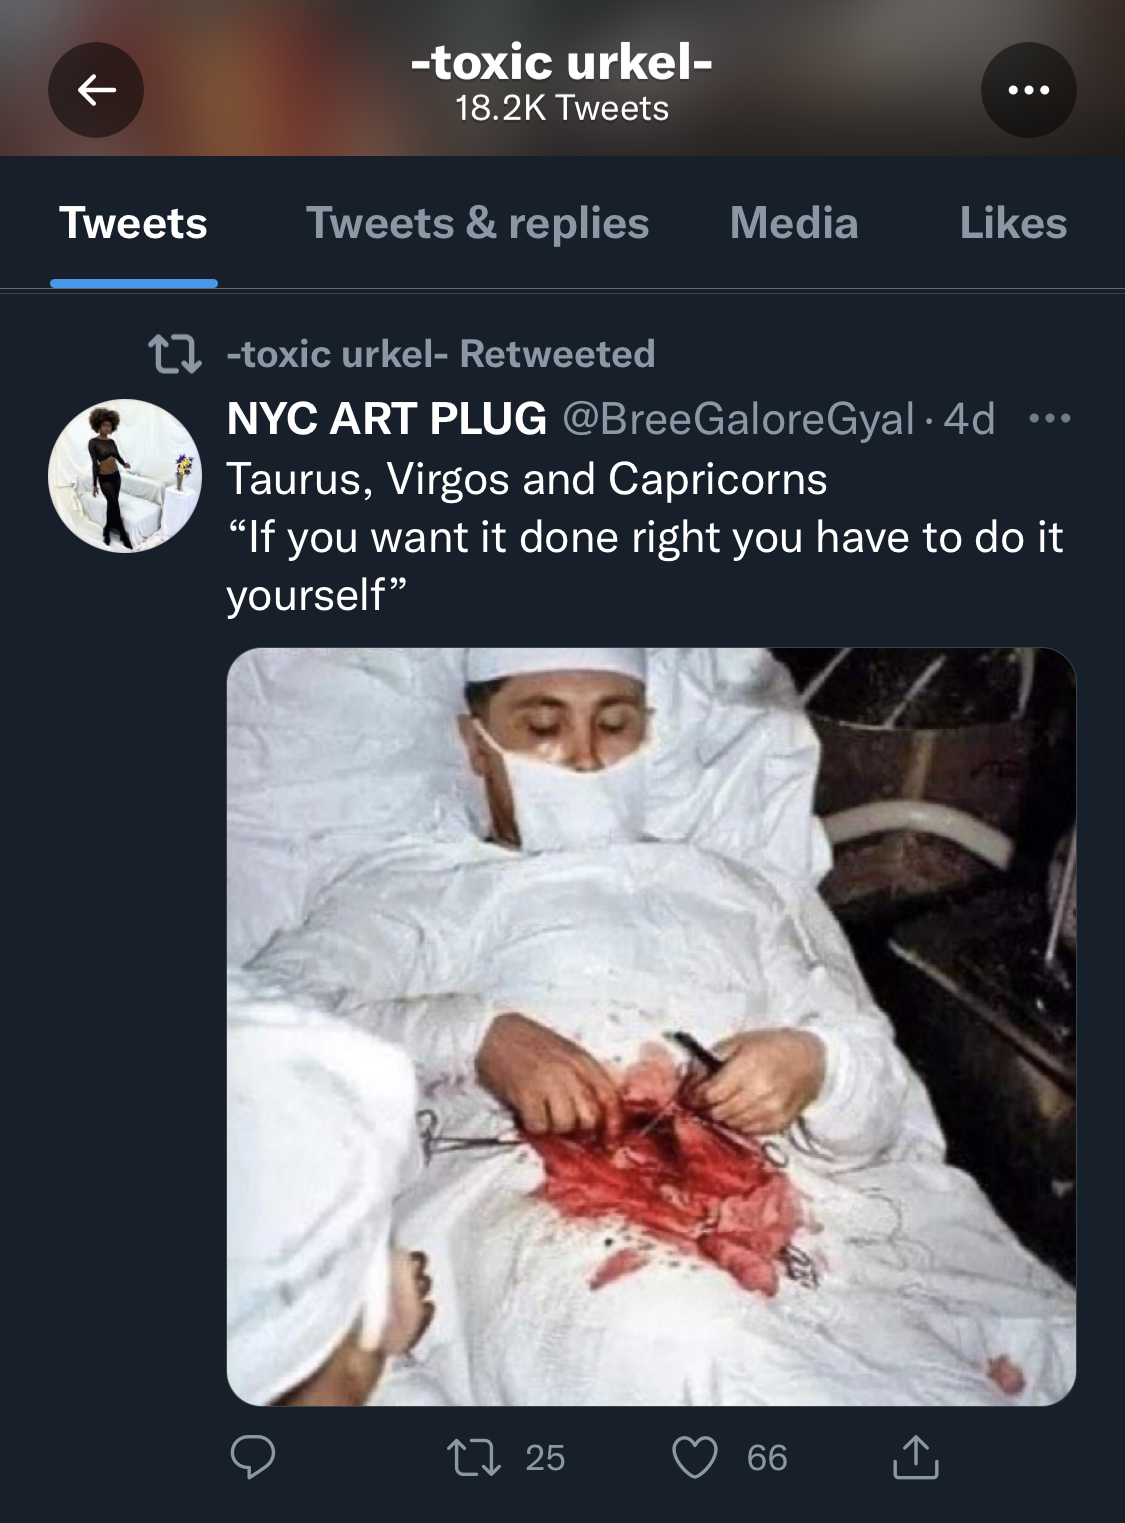 -toxic urkel-
18.2K Tweets
Tweets Tweets & replies Media Likes
-toxic urkel- Retweeted
NYC ART PLUG @BreeGaloreGyal · 4d
Taurus, Virgos and Capricorns
“If you want it done right you have to do it
yourself”
25 66